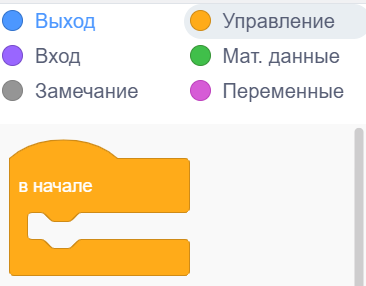 Выход Управление
Вход Мат. данные
Замечание Переменные
в начале